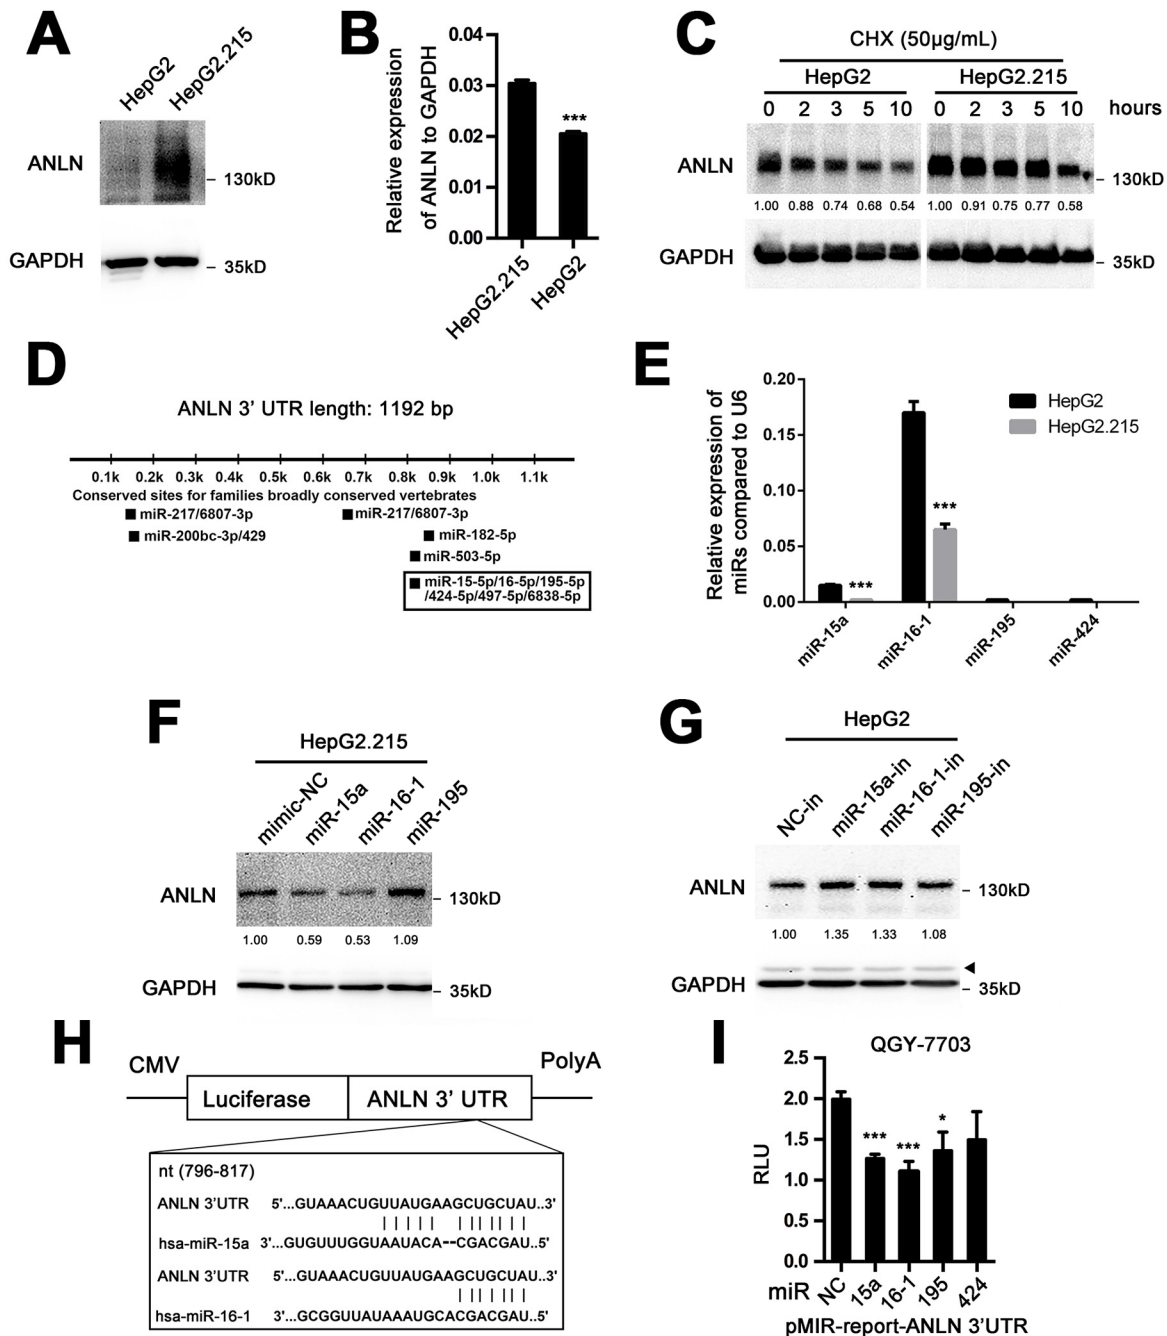 A
HepG2
HepG2.215
ANLN
130kD
GAPDH
35kD
B
Relative expression
of ANLN to GAPDH
0.04
0.03
0.02
0.01
0.00
***
HepG2.215
HepG2
C
CHX (50µg/mL)
HepG2 HepG2.215
0 2 3 5 10 0 2 3 5 10 hours
ANLN
130kD
1.00 0.88 0.74 0.68 0.54 1.00 0.91 0.75 0.77 0.58
GAPDH
35kD
D
ANLN 3’ UTR length: 1192 bp
0.1k 0.2k 0.3k 0.4k 0.5k 0.6k 0.7k 0.8k 0.9k 1.0k 1.1k
Conserved sites for families broadly conserved vertebrates
miR-217/6807-3p miR-217/6807-3p
miR-200bc-3p/429 miR-182-5p
miR-503-5p
miR-15-5p/16-5p/195-5p
/424-5p/497-5p/6838-5p
E
Relative expression of
miRs compared to U6
0.20
0.15
0.10
0.05
0.00
HepG2
HepG2.215
***
***
miR-15a
miR-16-1
miR-195
miR-424
F
HepG2.215
mimic-NC
miR-15a
miR-16-1
miR-195
ANLN
130kD
1.00 0.59 0.53 1.09
GAPDH
35kD
G
HepG2
NC-in
miR-15a-in
miR-16-1-in
miR-195-in
ANLN
130kD
1.00 1.35 1.33 1.08
GAPDH
35kD
H
CMV
PolyA
Luciferase ANLN 3’ UTR
nt (796-817)
ANLN 3’UTR 5'...GUAAACUGUUAUGAAGCUGCUAU..3'
hsa-miR-15a 3'...GUGUUUGGUAAUACA--CGACGAU..5'
ANLN 3’UTR 5'...GUAAACUGUUAUGAAGCUGCUAU..3'
hsa-miR-16-1 3'...GCGGUUAUAAAUGCACGACGAU..5'
I
QGY-7703
RLU
2.5
2.0
1.5
1.0
0.5
0.0
***
***
*
miR
NC
15a
16-1
195
424
pMIR-report-ANLN 3’UTR